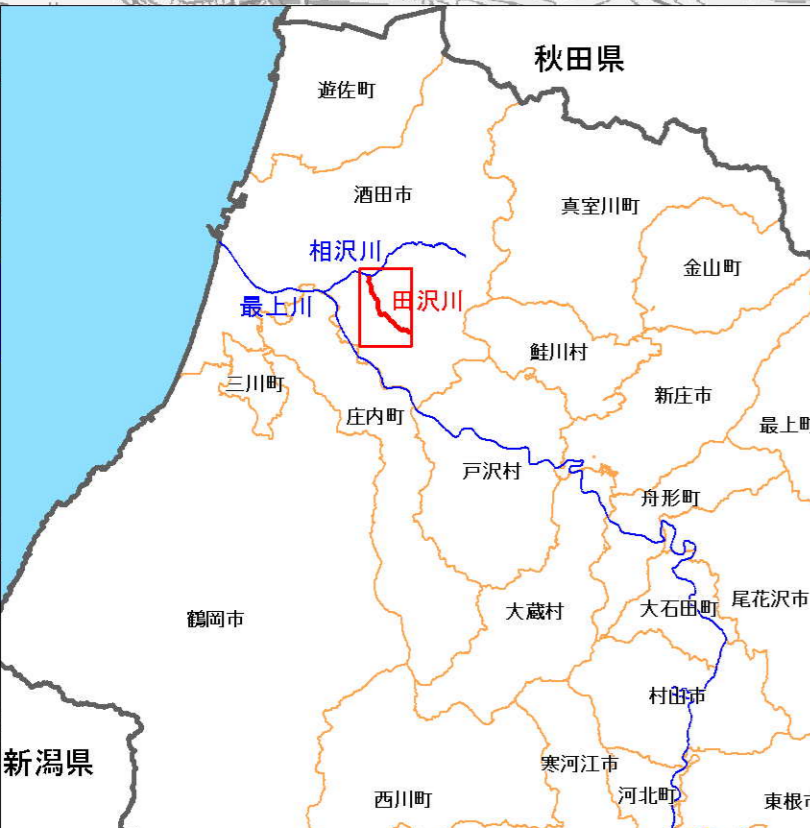 秋田県
遊佐町
酒田市
真室川町
相沢川
金山町
田沢川
最上川
鮭川村
三川町
新庄市
庄内町
最上町
戸沢村
舟形町
尾花沢市
大蔵村
大石田町
鶴岡市
村山市
新潟県
寒河江市
河北町
西川町
東根市